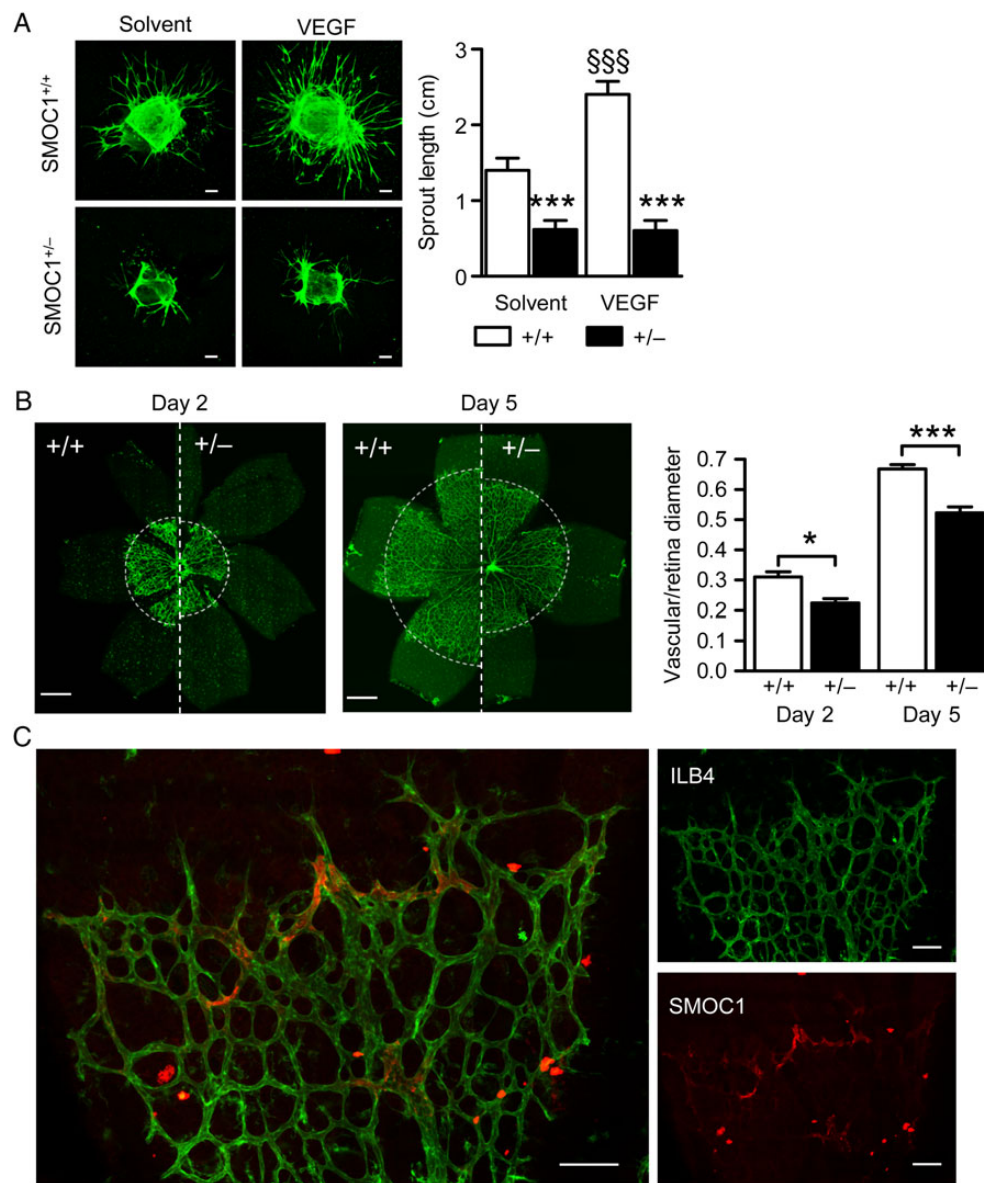 A
Solvent VEGF
SMOC1+/+
SMOC1+/–
Sprout length (cm)
3
2
1
0
§§§
*** ***
Solvent VEGF
+/+ +/–
B
Day 2 Day 5
+/+ +/– +/+ +/–
Vascular/retina diameter
0.7
0.6
0.5
0.4
0.3
0.2
0.1
0.0
* ***
+/+ +/– +/+ +/–
Day 2 Day 5
C
ILB4
SMOC1